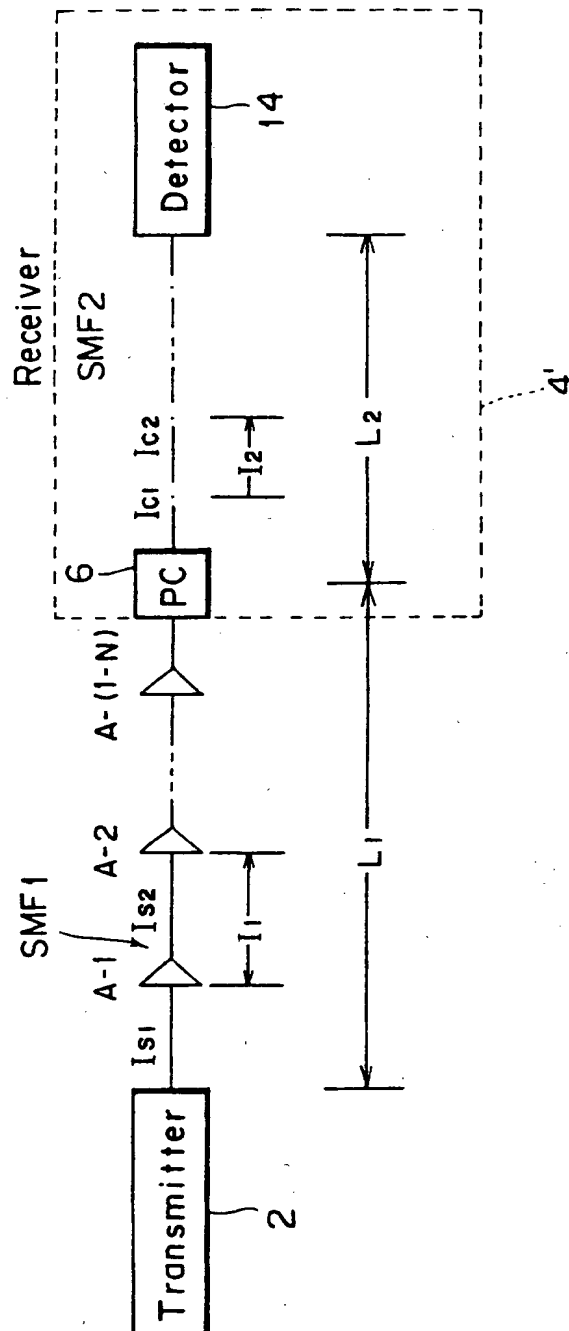 Receiver
SMF1
SMF2
A-1
A-2
A-(1-N)
6
Is1
Is2
Ic1
Ic2
Transmitter
PC
Detector
2
14
I1
I2
L1
L2
4'